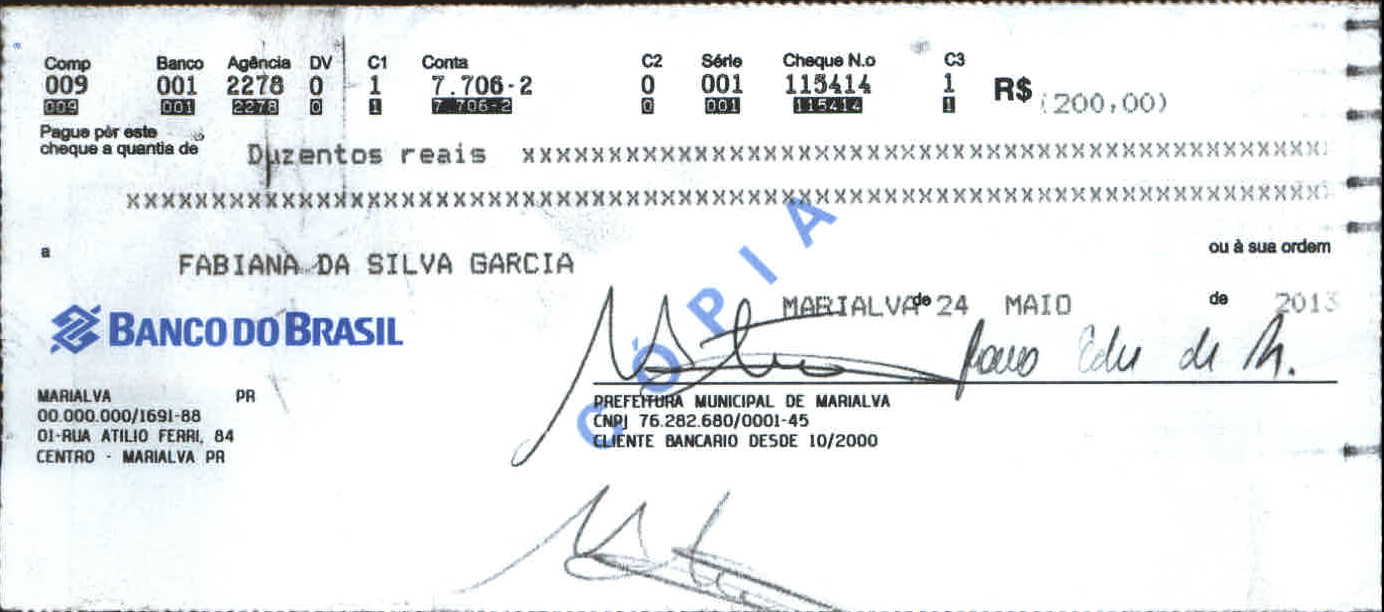 Comp Banco Agência DV C1 Conta C2 Série Cheque N.o C3
009 001 2278 0 1 7.706-2 0 001 115414 1 R$ (200,00)
009 001 2278 0 1 7 706-2 0 001 115414 1
Pague por este
cheque a quantia de Duzentos reais xxxxxxxxxxxxxxxxxxxxxxxxxxxxxxxxxxxxxxxxxxxxxxx
xxxxxxxxxxxxxxxxxxxxxxxxxxxxxxxxxxxxxxxxxxxxxxxxxxxxxxxxxxxxxxxxxxxxxx
a FABIANA DA SILVA GARCIA ou à sua ordem
MARIALVA de 24 MAIO de 2013
BANCO DO BRASIL
CÓPIA
MARIALVA PR
00.000.000/1691-88
01-RUA ATILIO FERRI, 84
CENTRO - MARIALVA PR
PREFEITURA MUNICIPAL DE MARIALVA
CNPJ 76.282.680/0001-45
CLIENTE BANCARIO DESDE 10/2000